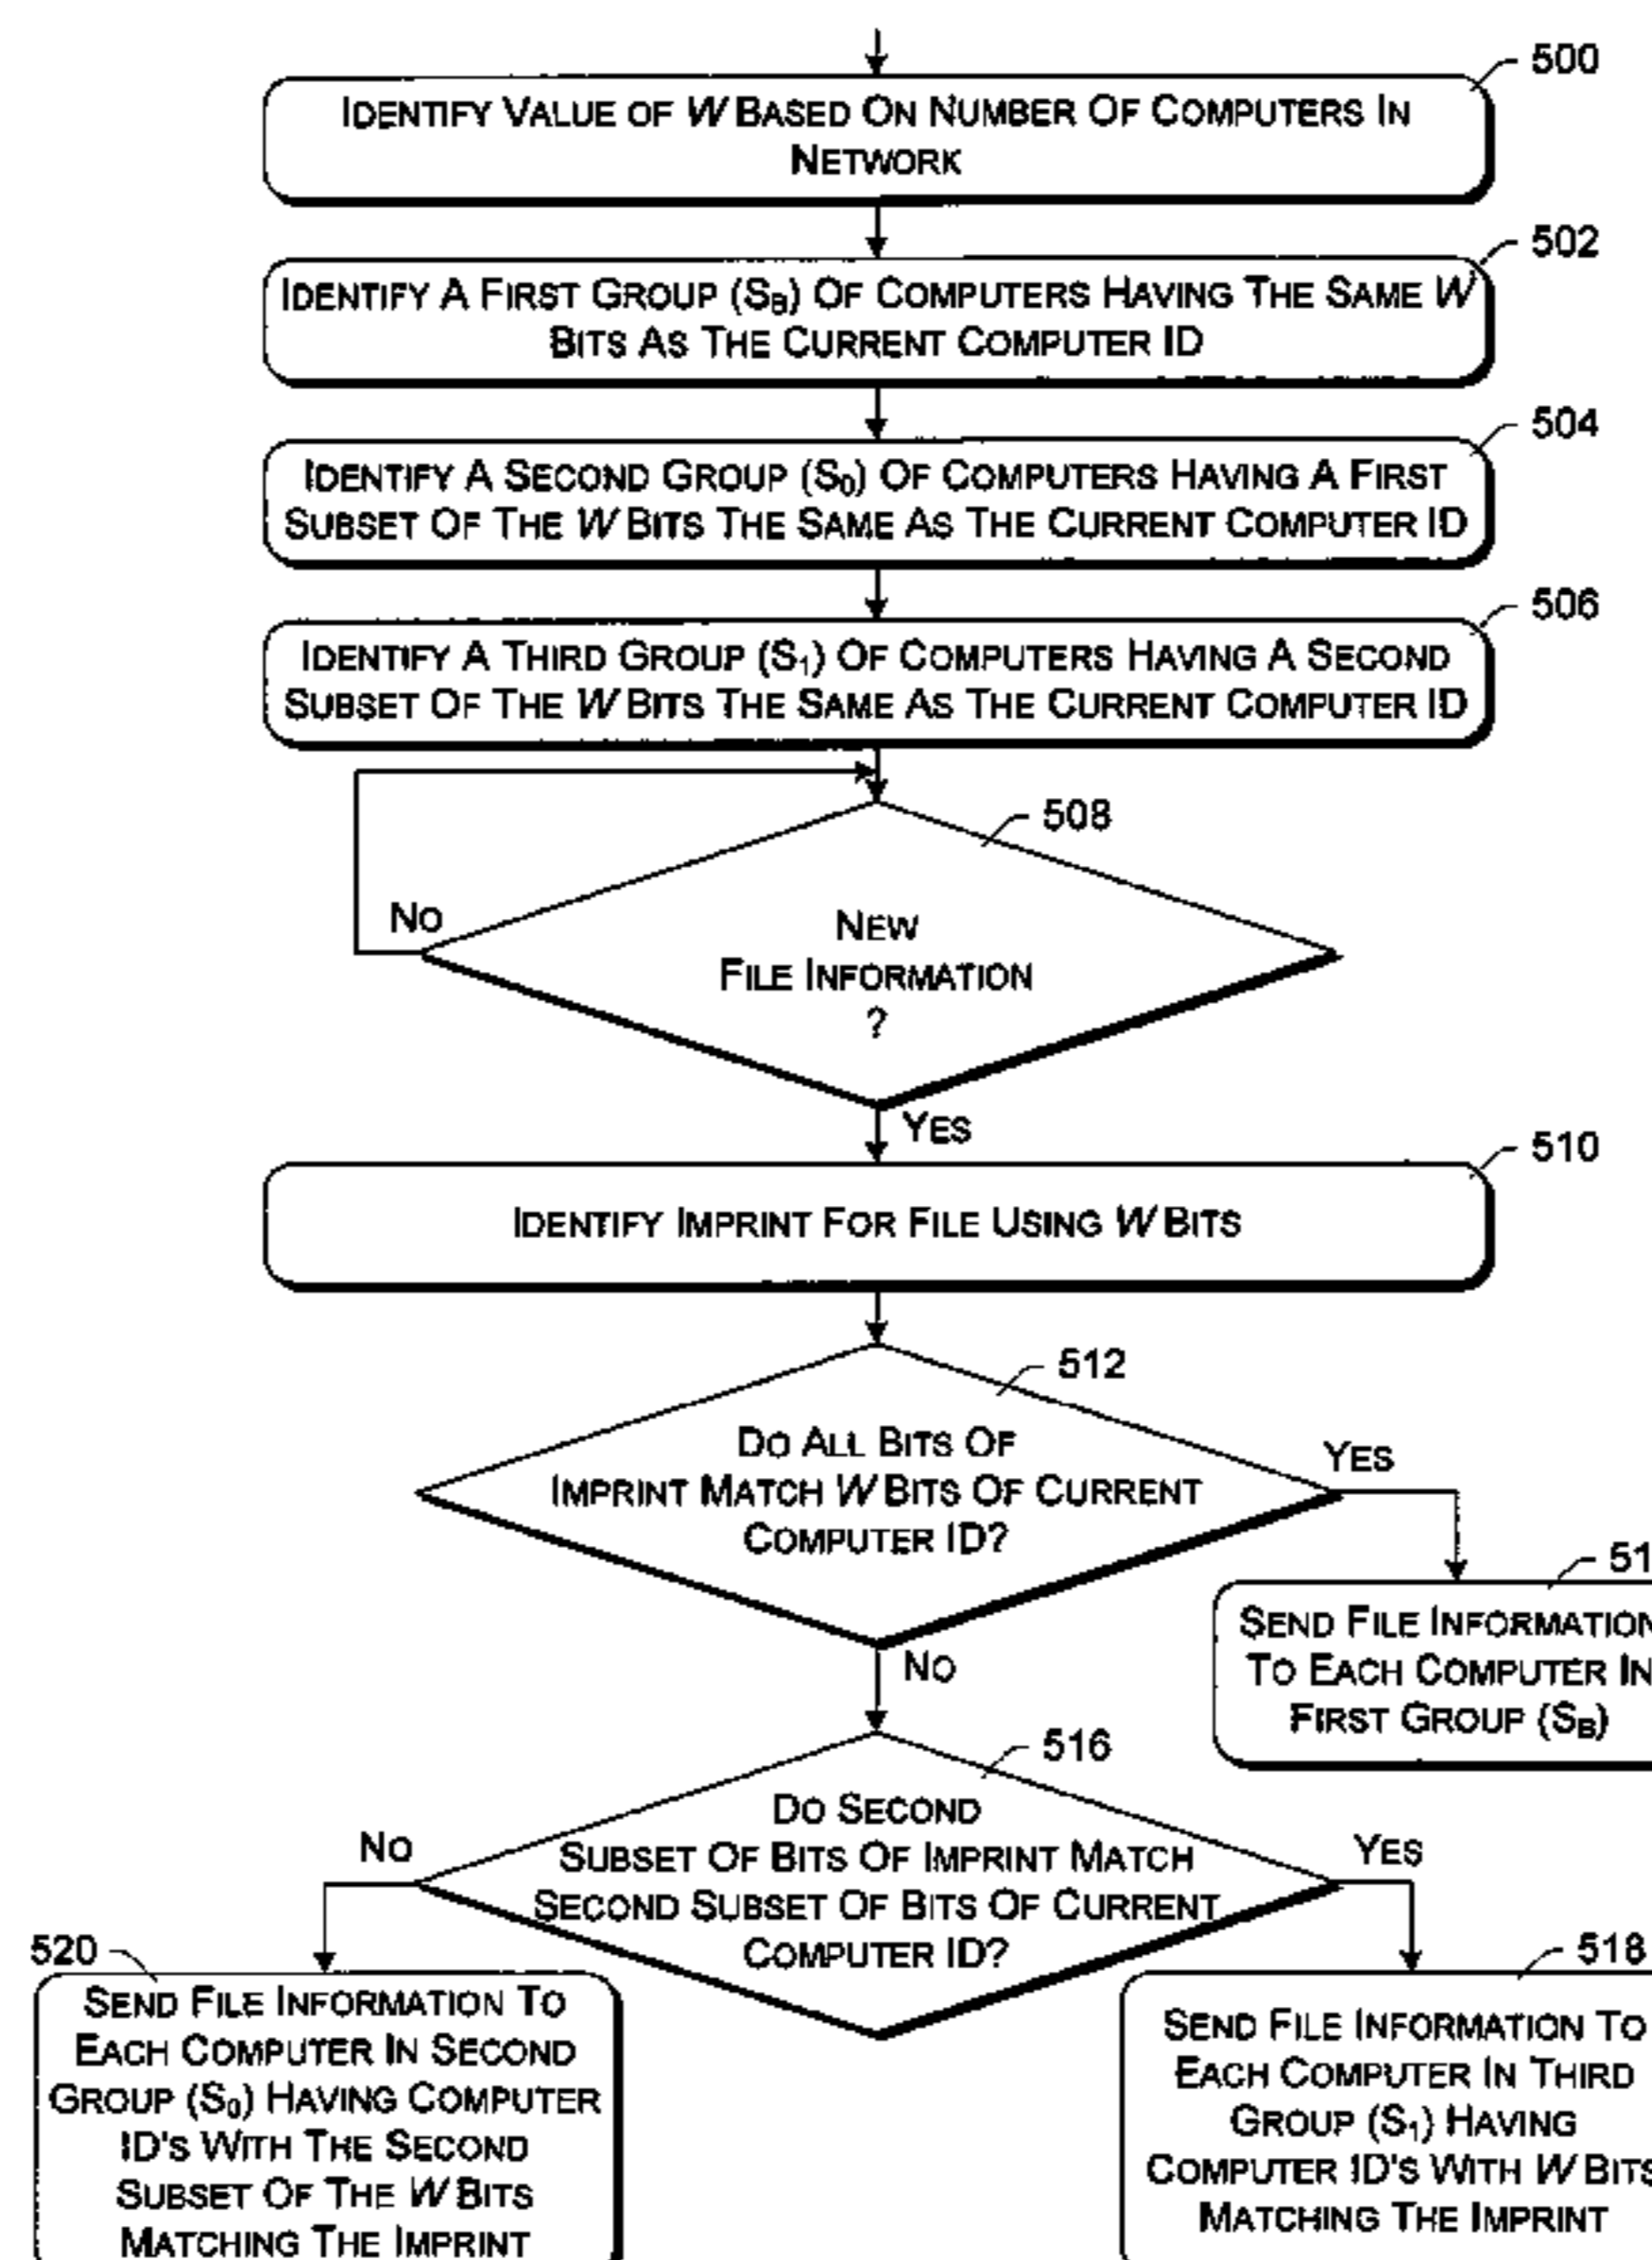 500
IDENTIFY VALUE OF W BASED ON NUMBER OF COMPUTERS IN
NETWORK
502
IDENTIFY A FIRST GROUP (SB) OF COMPUTERS HAVING THE SAME W
BITS AS THE CURRENT COMPUTER ID
504
IDENTIFY A SECOND GROUP (S0) OF COMPUTERS HAVING A FIRST
SUBSET OF THE W BITS THE SAME AS THE CURRENT COMPUTER ID
506
IDENTIFY A THIRD GROUP (S1) OF COMPUTERS HAVING A SECOND
SUBSET OF THE W BITS THE SAME AS THE CURRENT COMPUTER ID
508
NO
NEW
FILE INFORMATION
?
YES
510
IDENTIFY IMPRINT FOR FILE USING W BITS
512
DO ALL BITS OF
IMPRINT MATCH W BITS OF CURRENT
COMPUTER ID?
YES
51
SEND FILE INFORMATION
TO EACH COMPUTER IN
FIRST GROUP (SB)
NO
516
DO SECOND
SUBSET OF BITS OF IMPRINT MATCH
SECOND SUBSET OF BITS OF CURRENT
COMPUTER ID?
NO
YES
520
SEND FILE INFORMATION TO
EACH COMPUTER IN SECOND
GROUP (S0) HAVING COMPUTER
ID'S WITH THE SECOND
SUBSET OF THE W BITS
MATCHING THE IMPRINT
518
SEND FILE INFORMATION TO
EACH COMPUTER IN THIRD
GROUP (S1) HAVING
COMPUTER ID'S WITH W BITS
MATCHING THE IMPRINT